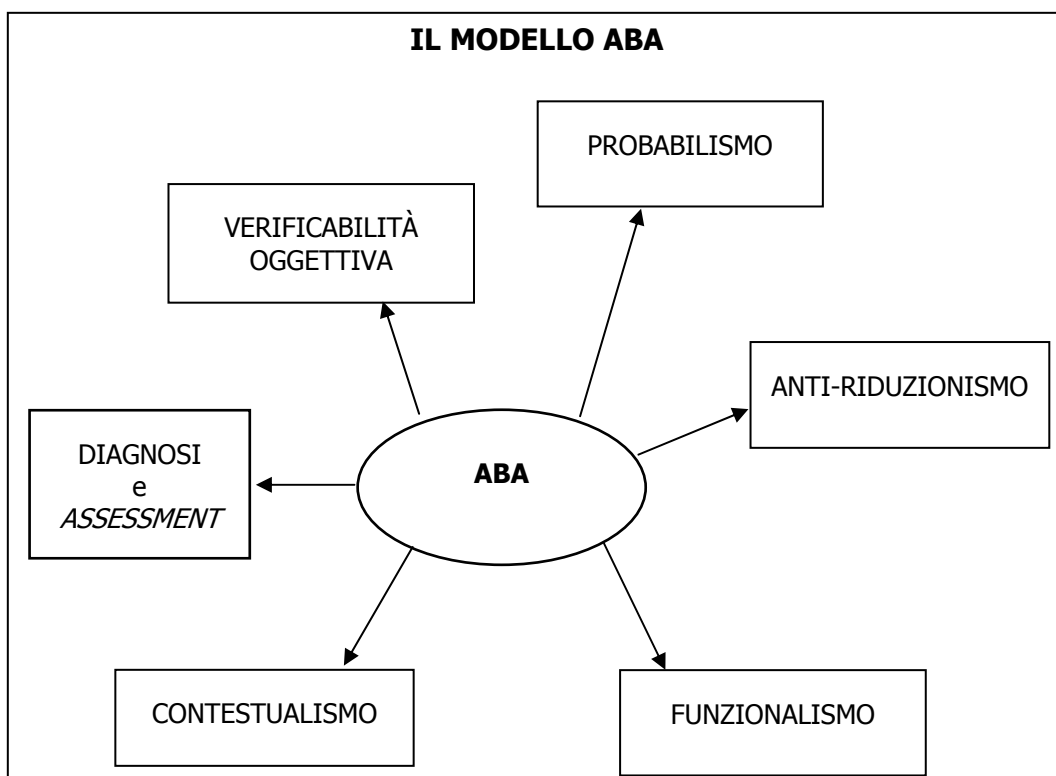 IL MODELLO ABA
PROBABILISMO
VERIFICABILITÀ
OGGETTIVA
ANTI-RIDUZIONISMO
DIAGNOSI
e
ASSESSMENT
ABA
CONTESTUALISMO
FUNZIONALISMO